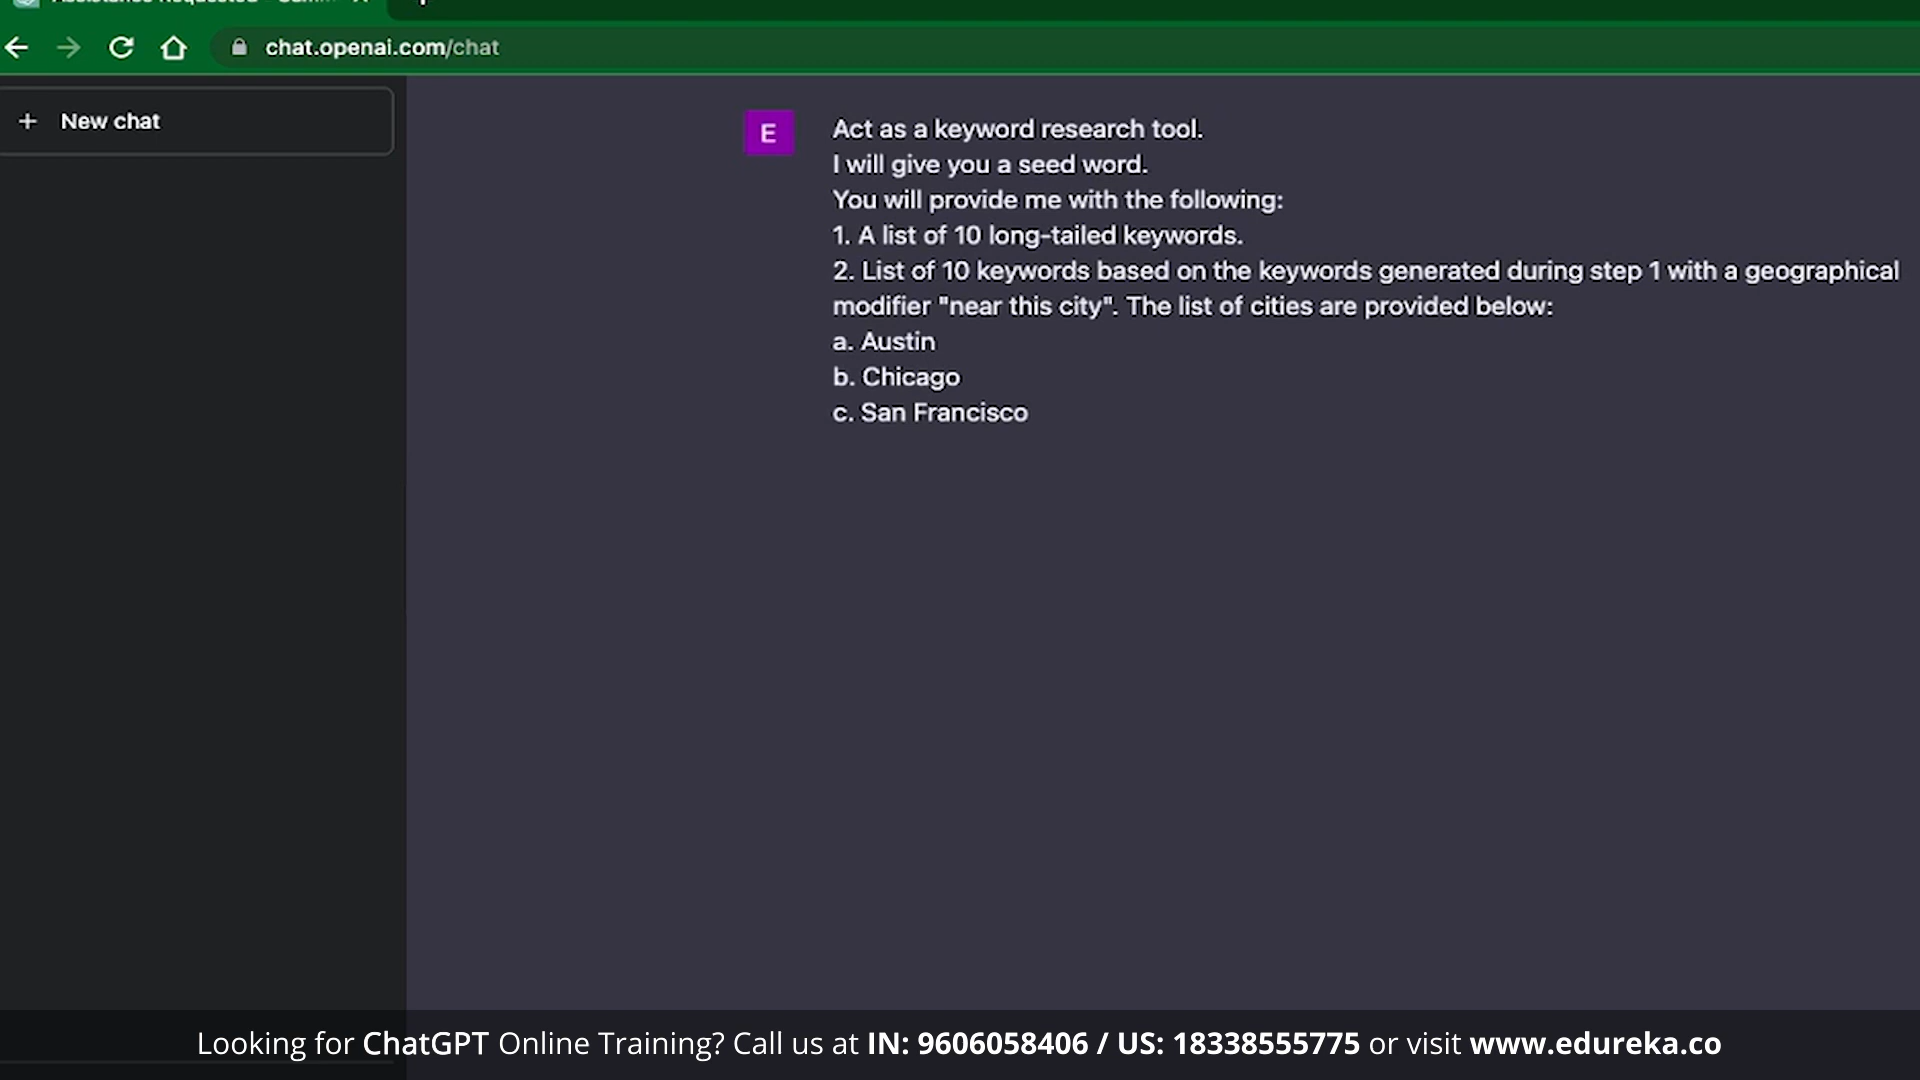 chat.openai.com/chat
+ New chat
E
Act as a keyword research tool.
I will give you a seed word.
You will provide me with the following:
1. A list of 10 long-tailed keywords.
2. List of 10 keywords based on the keywords generated during step 1 with a geographical
modifier "near this city". The list of cities are provided below:
a. Austin
b. Chicago
c. San Francisco
Looking for ChatGPT Online Training? Call us at IN: 9606058406 / US: 18338555775 or visit www.edureka.co